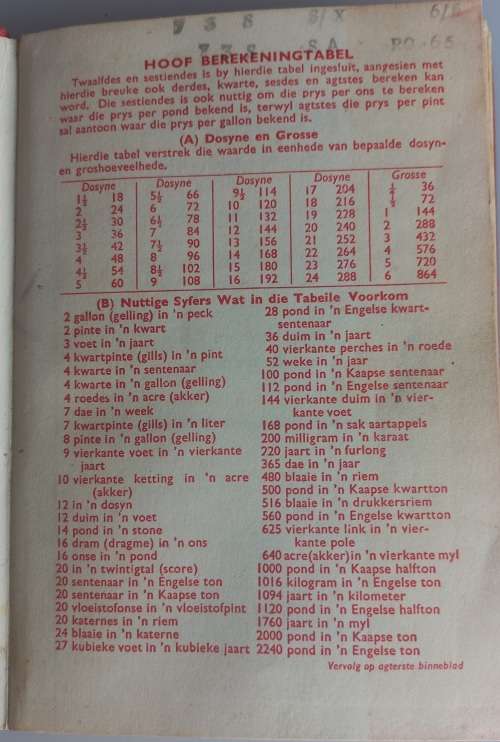 7 3 8 8/X 6/6
7 3 8 SA PO-65
HOOF BEREKENINGTABEL
Twaalfdes en sestiendes is by hierdie tabel ingesluit, aangesien met
hierdie breuke ook derdes, kwarte, sesdes en agtstes bereken kan
word. Die sestiendes is ook nuttig om die prys per ons te bereken
waar die prys per pond bekend is, terwyl agtstes die prys per pint
sal aantoon waar die prys per gallon bekend is.
(A) Dosyne en Grosse
Hierdie tabel verstrek die waarde in eenhede van bepaalde dosyn-
en groshoeveelhede.
Dosyne Dosyne Dosyne Dosyne Grosse
1½ 18 5½ 66 9½ 114 17 204 ¼ 36
2 24 6 72 10 120 18 216 ½ 72
2½ 30 6½ 78 11 132 19 228 1 144
3 36 7 84 12 144 20 240 2 288
3½ 42 7½ 90 13 156 21 252 3 432
4 48 8 96 14 168 22 264 4 576
4½ 54 8½ 102 15 180 23 276 5 720
5 60 9 108 16 192 24 288 6 864
(B) Nuttige Syfers Wat in die Tabelle Voorkom
2 gallon (gelling) in 'n peck
2 pinte in 'n kwart
3 voet in 'n jaart
4 kwartpinte (gills) in 'n pint
4 kwarte in 'n sentenaar
4 kwarte in 'n gallon (gelling)
4 roedes in 'n acre (akker)
7 dae in 'n week
7 kwartpinte (gills) in 'n liter
8 pinte in 'n gallon (gelling)
9 vierkante voet in 'n vierkante
jaart
10 vierkante ketting in 'n acre
(akker)
12 in 'n dosyn
12 duim in 'n voet
14 pond in 'n stone
16 dram (dragme) in 'n ons
16 onse in 'n pond
20 in 'n twintigtal (score)
20 sentenaar in 'n Engelse ton
20 sentenaar in 'n Kaapse ton
20 vloeistofonse in 'n vloeistofpint
20 katernes in 'n riem
24 blaaie in 'n katerne
27 kubieke voet in 'n kubieke jaart
28 pond in 'n Engelse kwart-
sentenaar
36 duim in 'n jaart
40 vierkante perches in 'n roede
52 weke in 'n jaar
100 pond in 'n Kaapse sentenaar
112 pond in 'n Engelse sentenaar
144 vierkante duim in 'n vier-
kante voet
168 pond in 'n sak aartappels
200 milligram in 'n karaat
220 jaart in 'n furlong
365 dae in 'n jaar
480 blaaie in 'n riem
500 pond in 'n Kaapse kwartton
516 blaaie in 'n drukkersriem
560 pond in 'n Engelse kwartton
625 vierkante link in 'n vier-
kante pole
640 acre(akker)in 'n vierkante myl
1000 pond in 'n Kaapse halfton
1016 kilogram in 'n Engelse ton
1094 jaart in 'n kilometer
1120 pond in 'n Engelse halfton
1760 jaart in 'n myl
2000 pond in 'n Kaapse ton
2240 pond in 'n Engelse ton
Vervolg op agterste binneblad